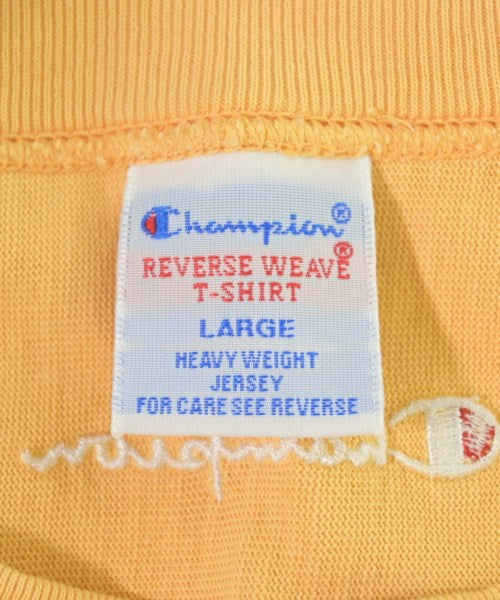 Champion®
REVERSE WEAVE®
T-SHIRT
LARGE
HEAVY WEIGHT
JERSEY
FOR CARE SEE REVERSE